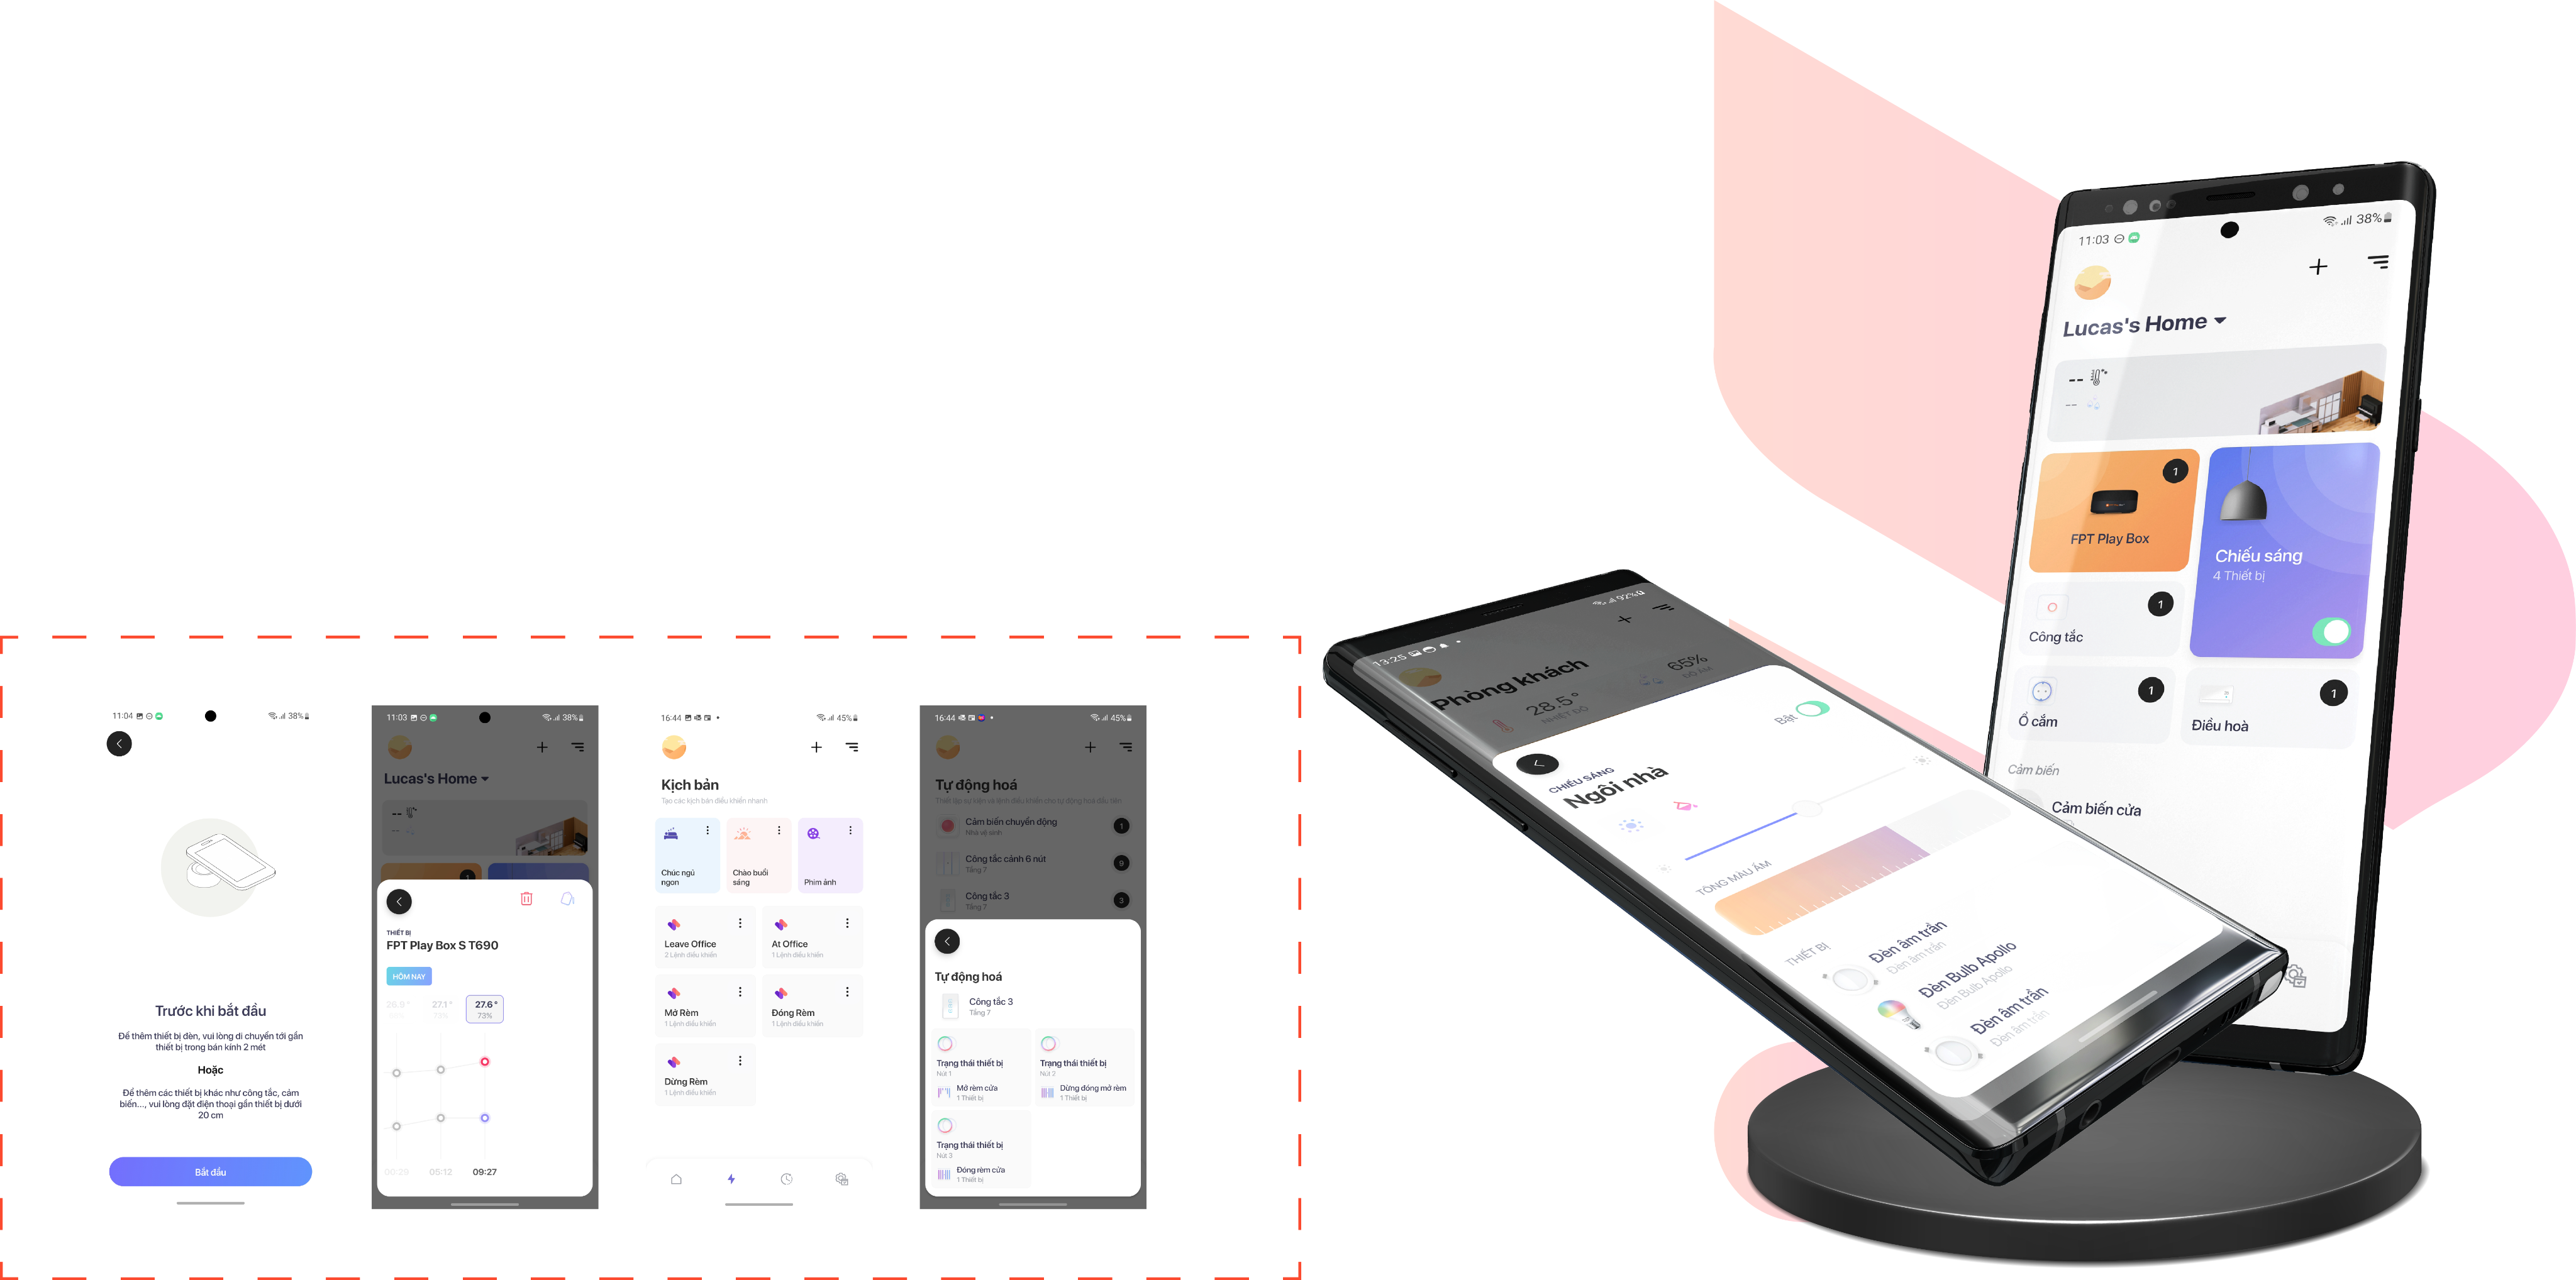 11:04
38%
Trước khi bắt đầu
Để thêm thiết bị đèn, vui lòng di chuyển tới gần
thiết bị trong bán kính 2 mét
Hoặc
Để thêm các thiết bị khác như công tắc, cảm
biến..., vui lòng đặt điện thoại gần thiết bị dưới
20 cm
Bắt đầu
11:03
38%
Lucas's Home
--
--
1
THIẾT BỊ
FPT Play Box S T690
HÔM NAY
26.9°
27.1°
73%
27.6°
73%
00:29
05:12
09:27
16:44
45%
Kịch bản
Tạo các kịch bản điều khiển nhanh
Chúc ngủ
ngon
Chào buổi
sáng
Phim ảnh
Leave Office
2 Lệnh điều khiển
At Office
1 Lệnh điều khiển
Mở Rèm
1 Lệnh điều khiển
Đóng Rèm
1 Lệnh điều khiển
Dừng Rèm
1 Lệnh điều khiển
16:44
45%
Tự động hoá
Thiết lập sự kiện và lệnh điều khiển cho tự động hoá đầu tiên
Cảm biến chuyển động
Nhà vệ sinh
1
Công tắc cảnh 6 nút
Tầng 7
9
Công tắc 3
Tầng 7
3
Tự động hoá
Công tắc 3
Tầng 7
Trạng thái thiết bị
Nút 1
Mở rèm cửa
1 Thiết bị
Trạng thái thiết bị
Nút 2
Dừng đóng mở rèm
1 Thiết bị
Trạng thái thiết bị
Nút 3
Đóng rèm cửa
1 Thiết bị
13:25
92%
Phòng khách
28.5°
NHIỆT ĐỘ
65%
ĐỘ ẨM
Bật
CHIẾU SÁNG
Ngôi nhà
TÔNG MÀU ẤM
THIẾT BỊ
Đèn âm trần
Đèn âm trần
Đèn Bulb Apollo
Đèn Bulb Apollo
Đèn âm trần
Đèn âm trần
11:03
38%
Lucas's Home
--
--
1
FPT Play Box
Chiếu sáng
4 Thiết bị
1
Công tắc
1
Ổ cắm
1
Điều hoà
Cảm biến
Cảm biến cửa